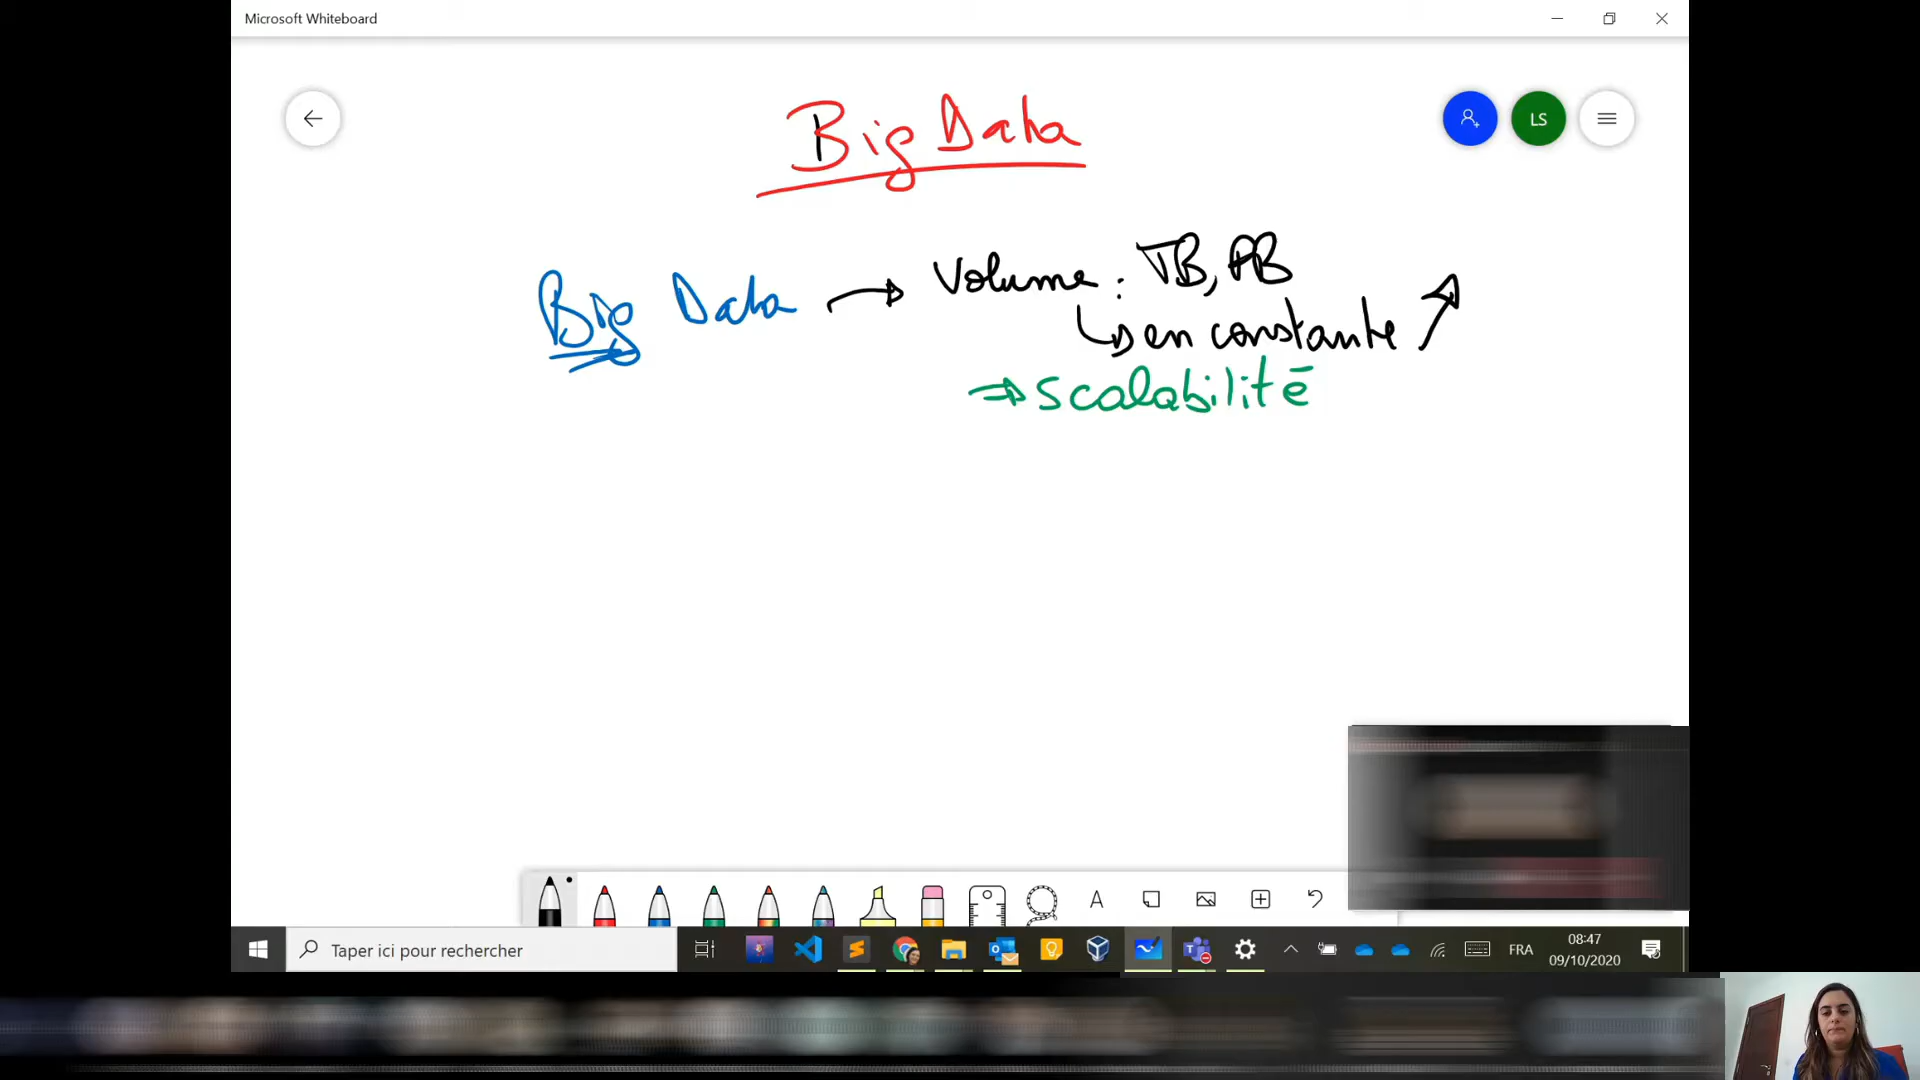 Microsoft Whiteboard
Big Data
LS
Big Data → Volume : TB, PB
↳ en constante ↗
⇒ scalabilité
A
Taper ici pour rechercher
FRA
08:47
09/10/2020